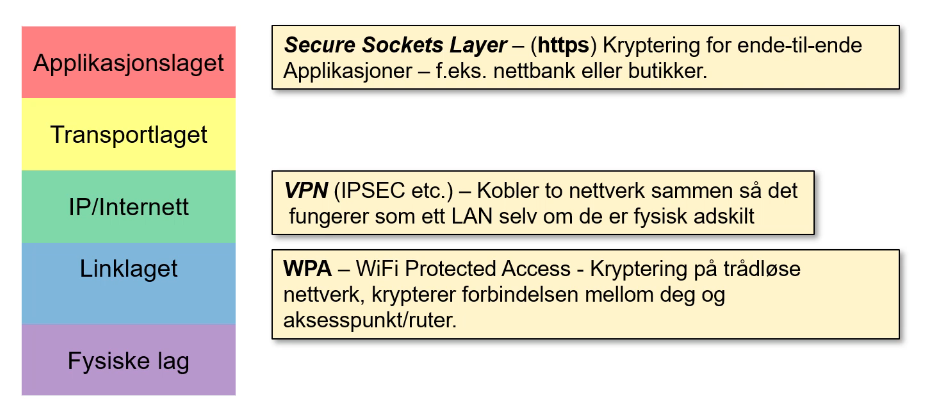 Applikasjonslaget
Secure Sockets Layer – (https) Kryptering for ende-til-ende
Applikasjoner – f.eks. nettbank eller butikker.
Transportlaget
IP/Internett
VPN (IPSEC etc.) – Kobler to nettverk sammen så det
fungerer som ett LAN selv om de er fysisk adskilt
Linklaget
WPA – WiFi Protected Access - Kryptering på trådløse
nettverk, krypterer forbindelsen mellom deg og
aksesspunkt/ruter.
Fysiske lag